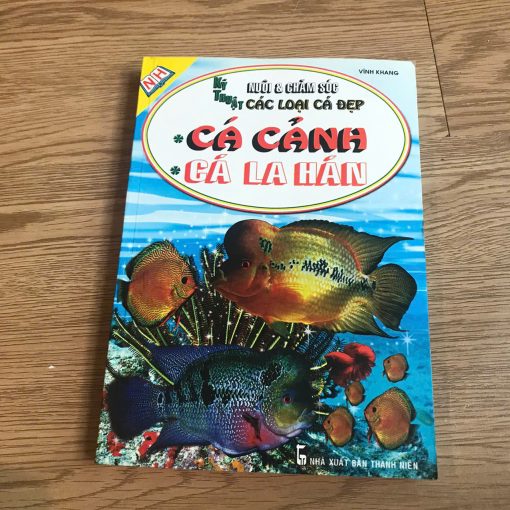 NH
VĨNH KHANG
Kỹ Thuật
NUÔI & CHĂM SÓC
CÁC LOẠI CÁ ĐẸP
*CÁ CẢNH
*CÁ LA HÁN
NHÀ XUẤT BẢN THANH NIÊN